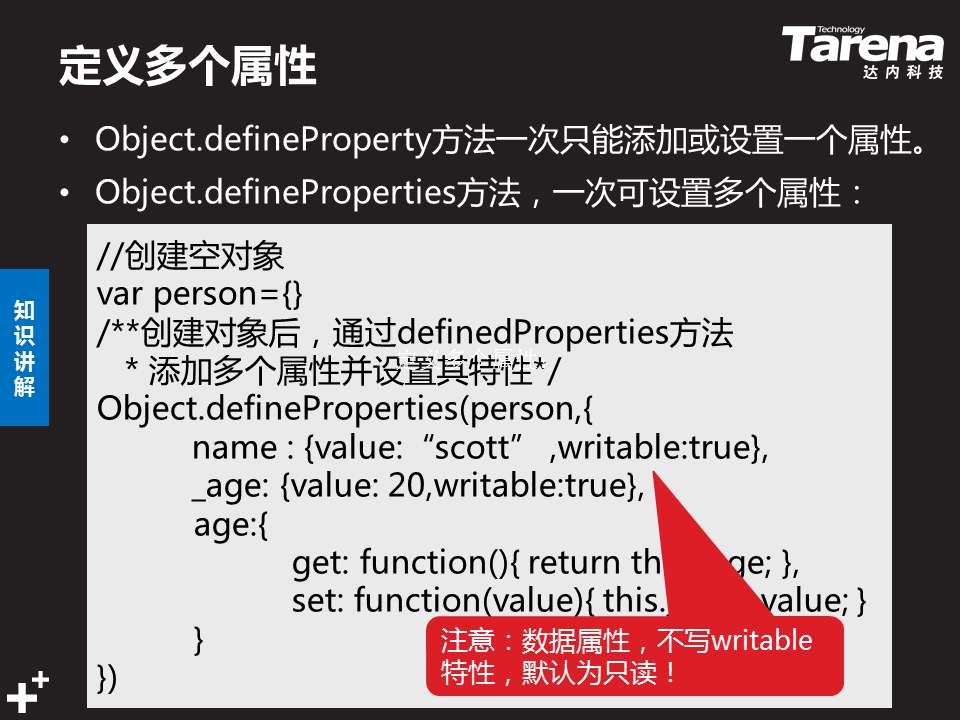 定义多个属性
Technology
Tarena
达内科技
• Object.defineProperty方法一次只能添加或设置一个属性。
• Object.defineProperties方法，一次可设置多个属性：
知识讲解
//创建空对象
var person={}
/**创建对象后，通过definedProperties方法
* 添加多个属性并设置其特性*/
定义多个属性
Object.defineProperties(person,{
name : {value:“scott” ,writable:true},
_age: {value: 20,writable:true},
age:{
get: function(){ return th ge; },
set: function(value){ this. value; }
}
})
注意：数据属性，不写writable
特性，默认为只读！